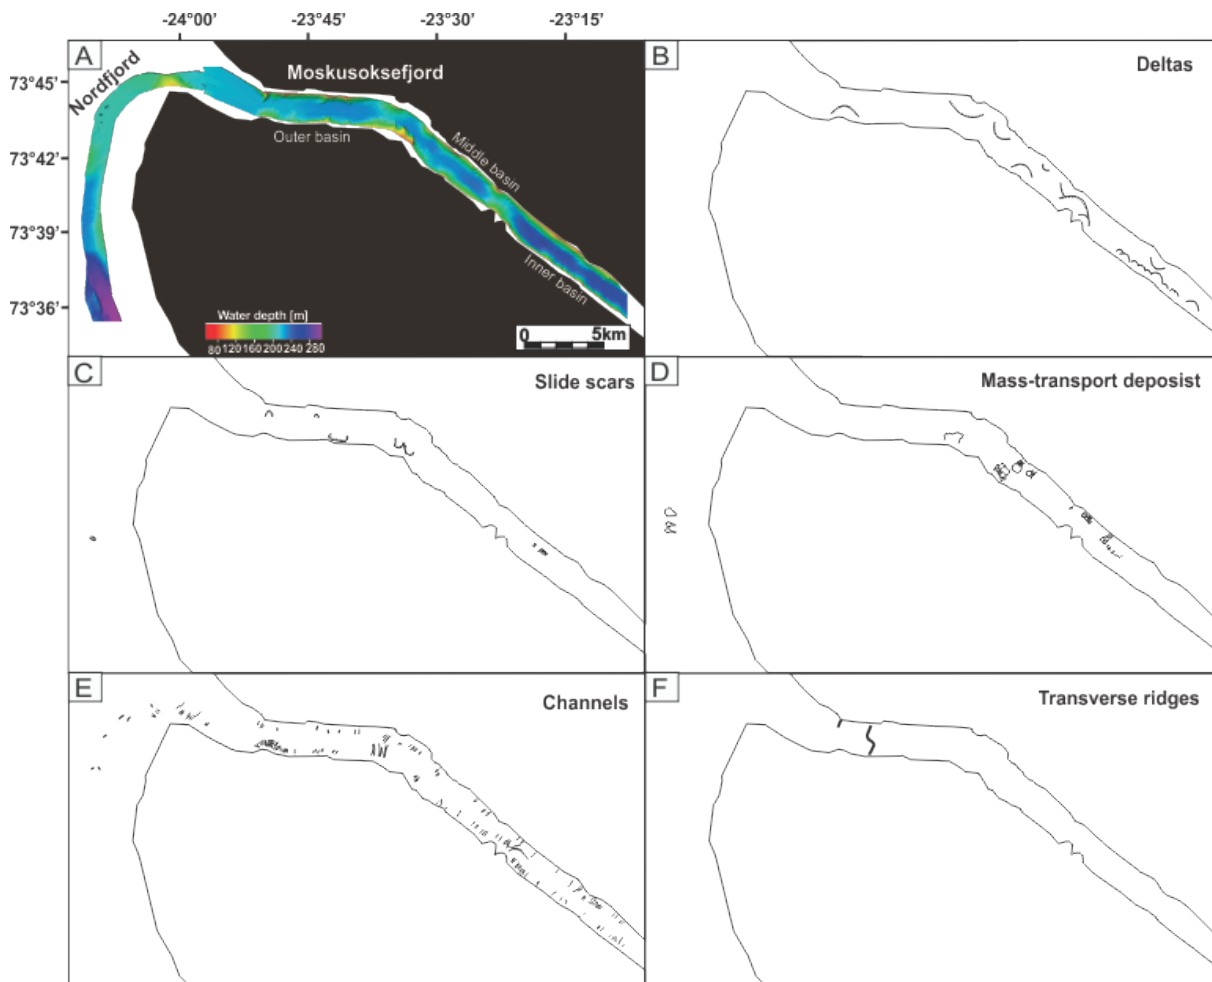 -24°00' -23°45' -23°30' -23°15'
A
B
Nordfjord
Moskusoksefjord
Deltas
73°45'
Outer basin
Middle basin
73°42'
73°39'
Inner basin
73°36'
Water depth [m]
80 120 160 200 240 280
0 5km
C
Slide scars
D
Mass-transport deposist
E
Channels
F
Transverse ridges